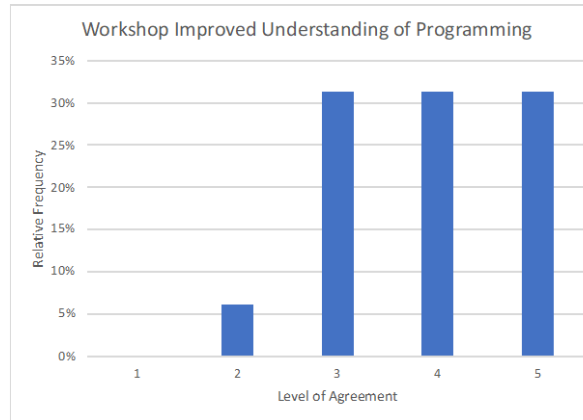 Workshop Improved Understanding of Programming
35%
30%
25%
20%
15%
10%
5%
0%
Relative Frequency
1 2 3 4 5
Level of Agreement